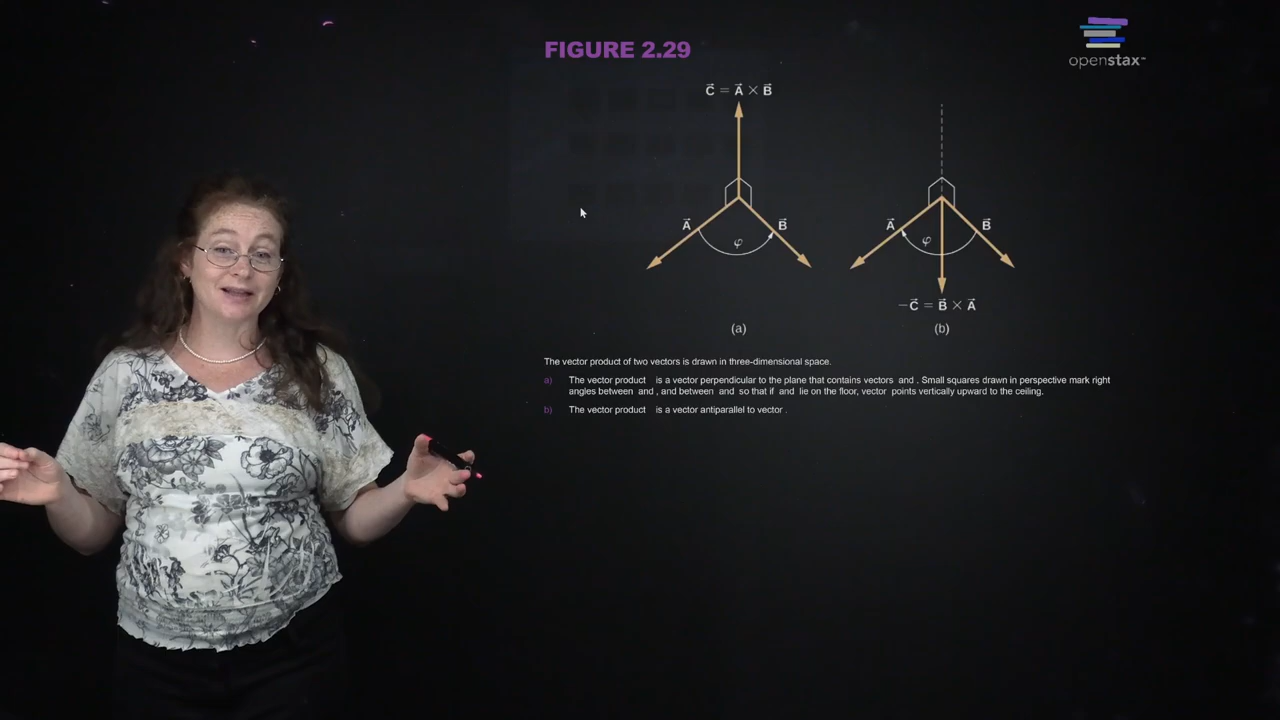 FIGURE 2.29
openstax™
C⃗ = A⃗ × B⃗
A⃗
B⃗
φ
A⃗
B⃗
φ
−C⃗ = B⃗ × A⃗
(a)
(b)
The vector product of two vectors is drawn in three-dimensional space.
a) The vector product is a vector perpendicular to the plane that contains vectors and . Small squares drawn in perspective mark right
angles between and , and between and so that if and lie on the floor, vector points vertically upward to the ceiling.
b) The vector product is a vector antiparallel to vector .